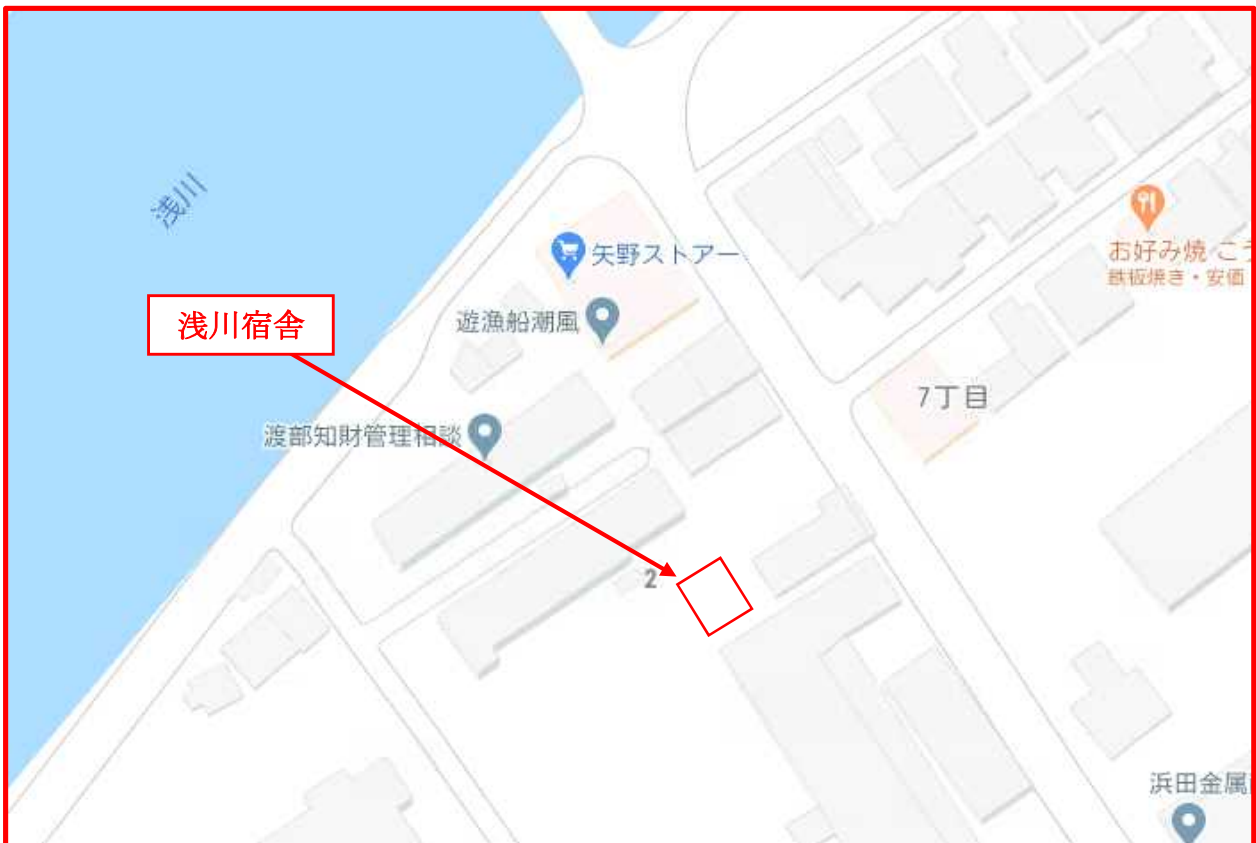 浅川
矢野ストアー
お好み焼 こ
鉄板焼き・安価
遊漁船潮風
浅川宿舎
7丁目
渡部知財管理相談
2
浜田金属